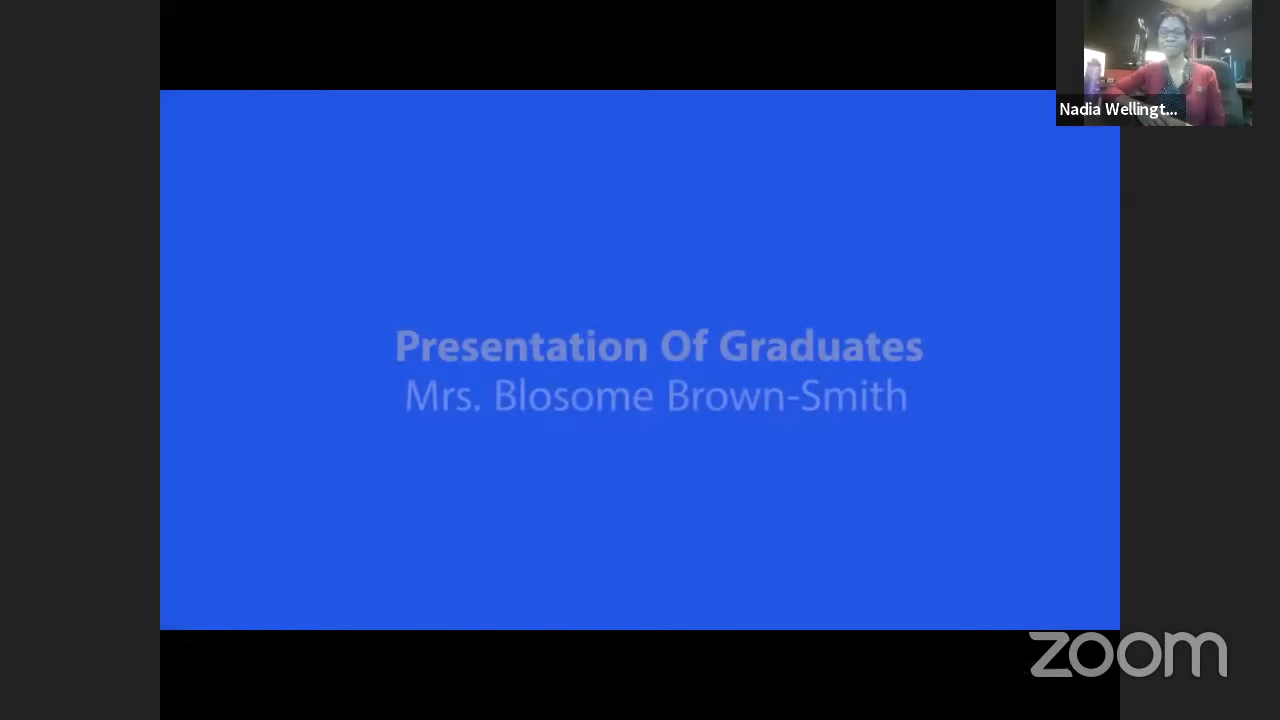 Nadia Wellingt...
Presentation Of Graduates
Mrs. Blosome Brown-Smith
zoom